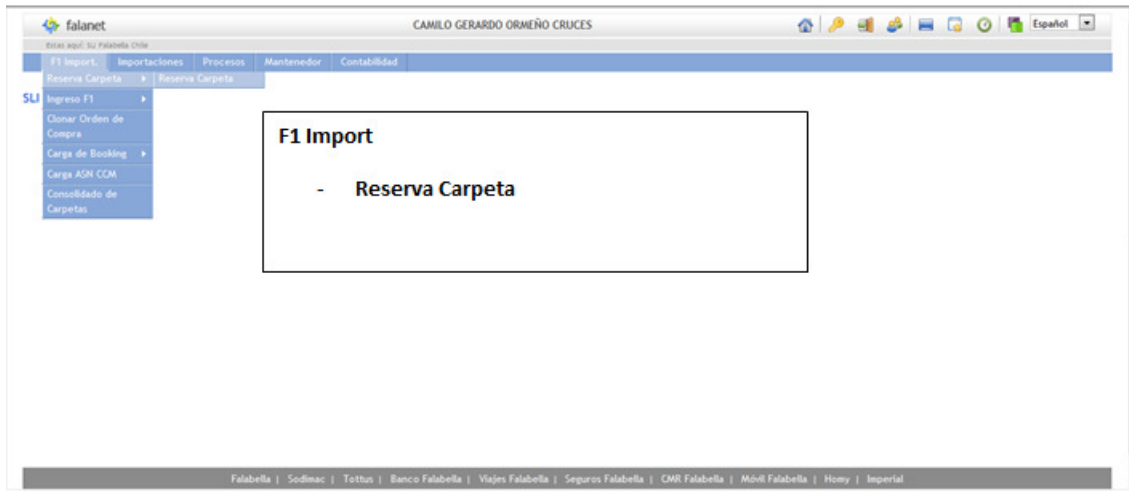 falanet
CAMILO GERARDO ORMEÑO CRUCES
Español
Estas aquí: SU Falabella Chile
F1 Import. Importaciones Procesos Mantenedor Contabilidad
Reserva Carpeta Reserva Carpeta
SLI
Ingreso F1
Clonar Orden de
Compra
Carga de Booking
Carga ASN CCM
Consolidado de
Carpetas
F1 Import
- Reserva Carpeta
Falabella | Sodimac | Tottus | Banco Falabella | Viajes Falabella | Seguros Falabella | CMR Falabella | Móvil Falabella | Homy | Imperial